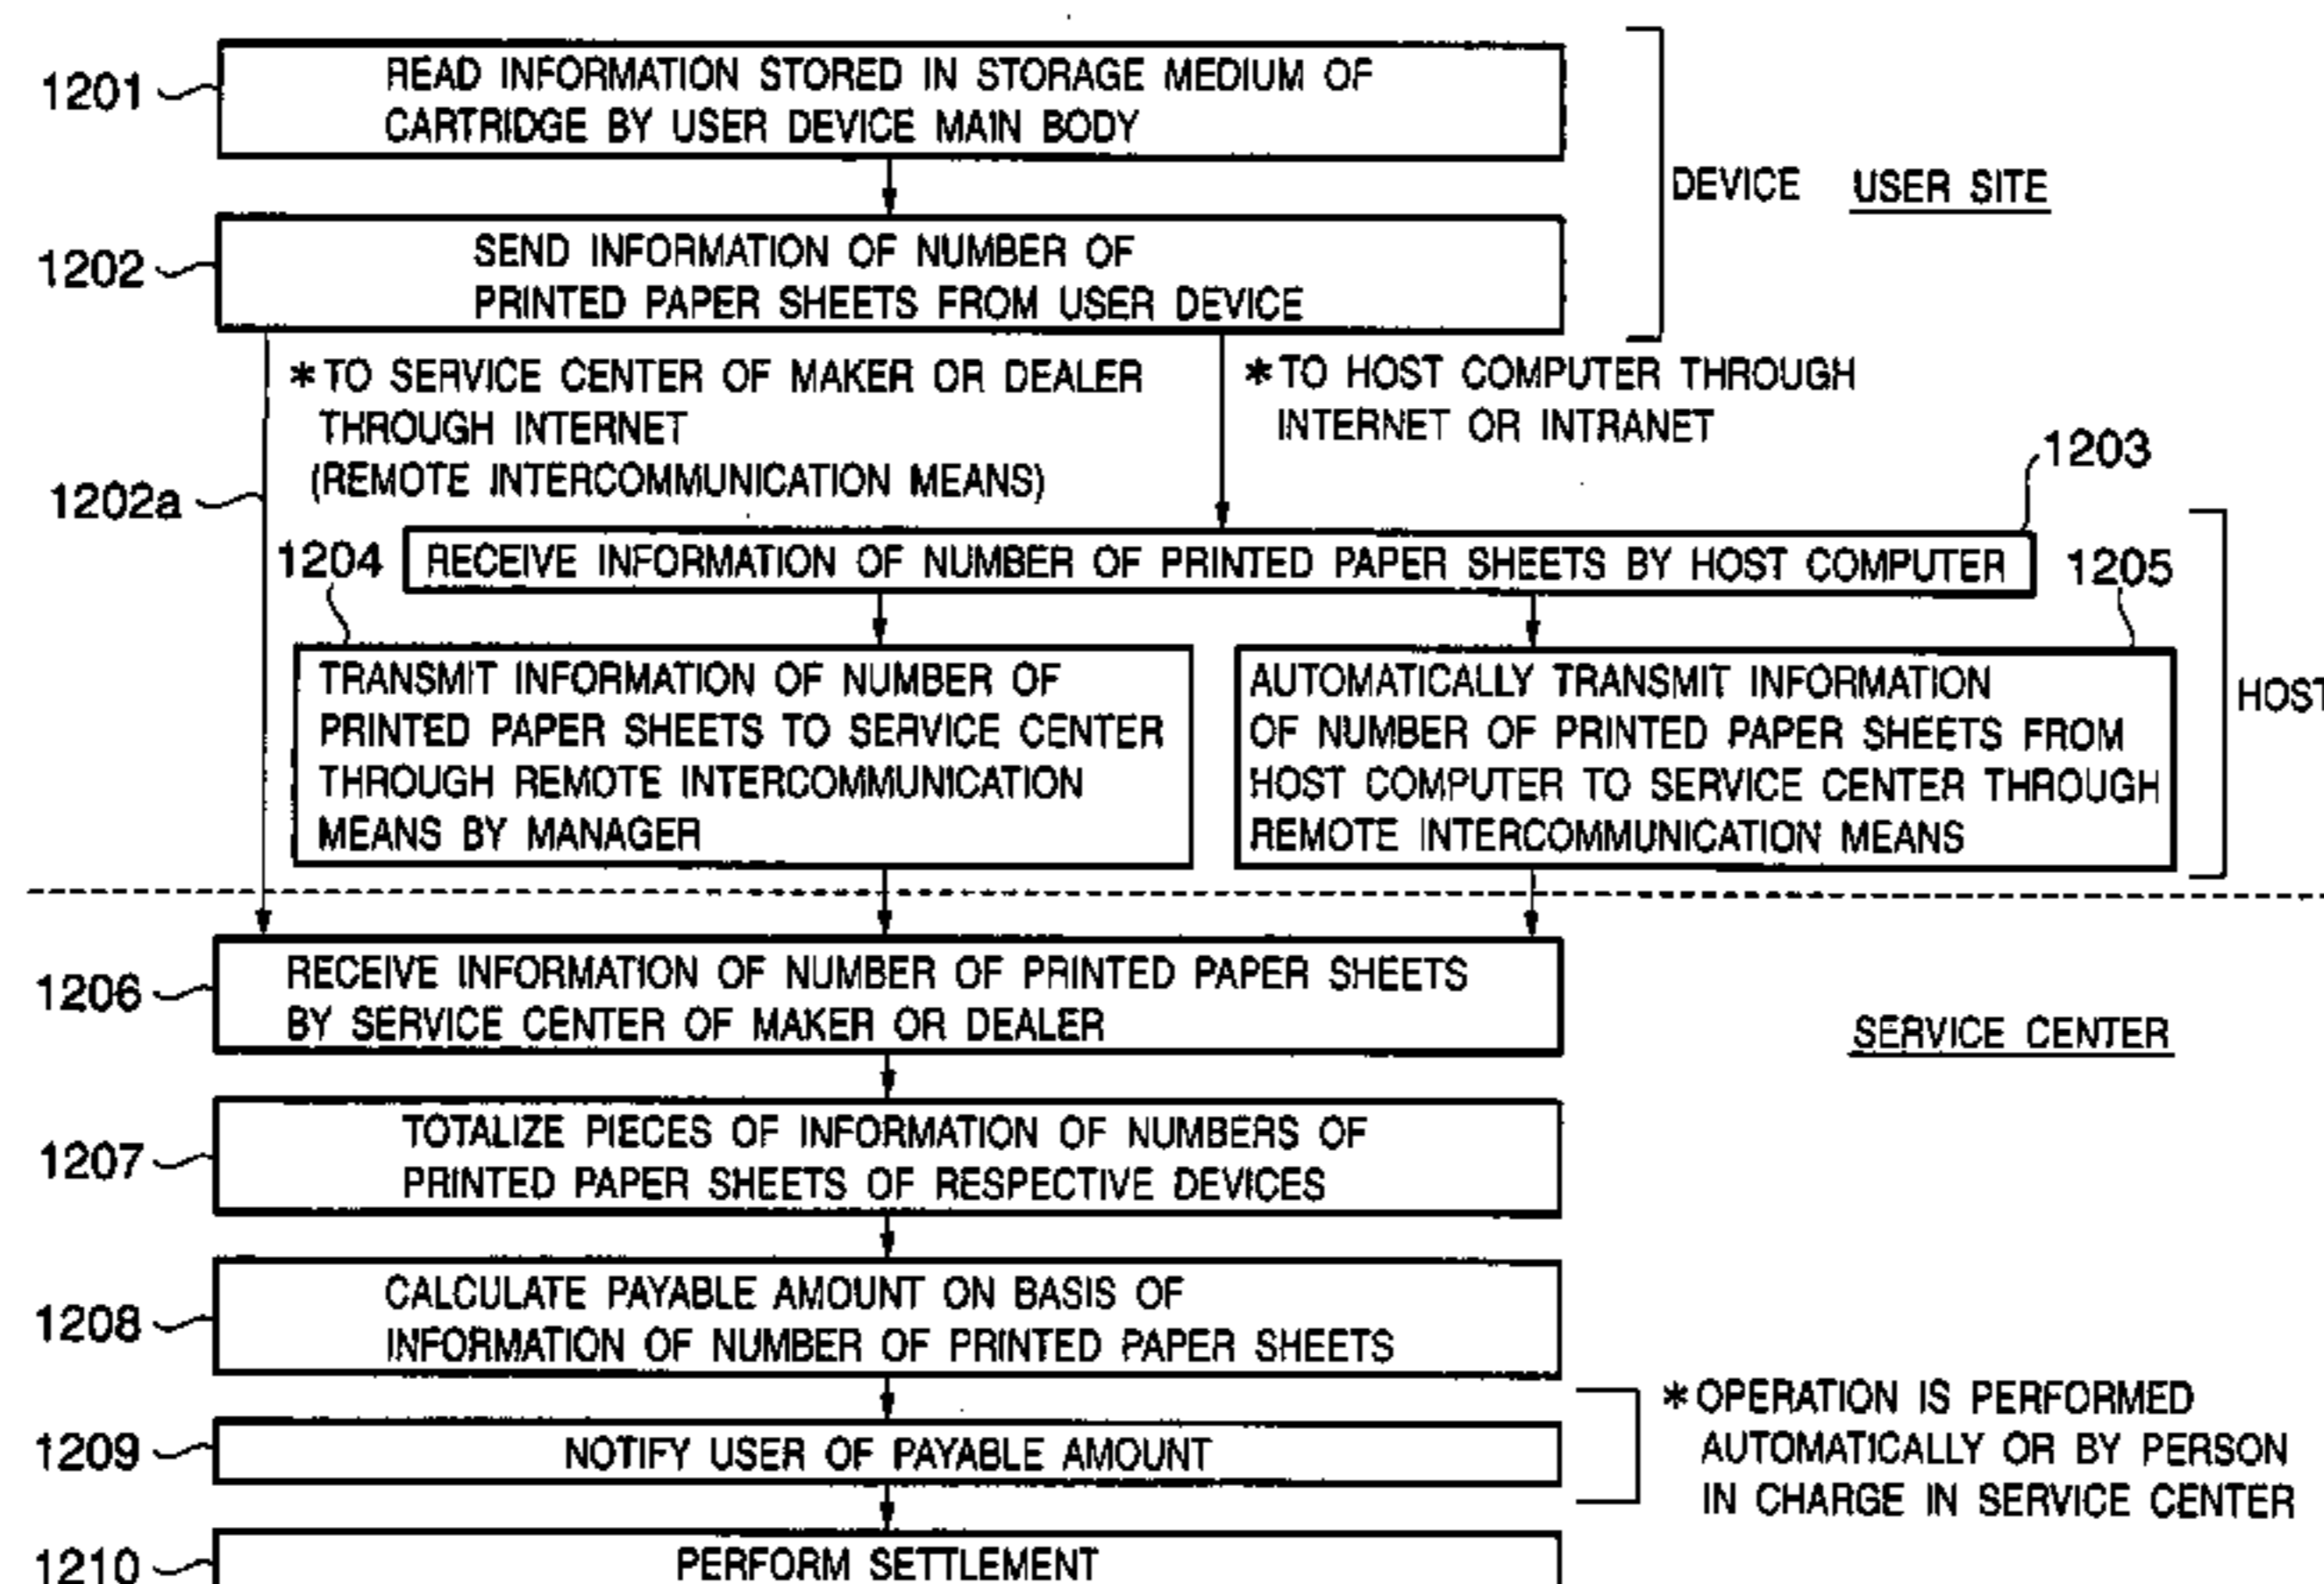 1201
READ INFORMATION STORED IN STORAGE MEDIUM OF
CARTRIDGE BY USER DEVICE MAIN BODY
DEVICE USER SITE
1202
SEND INFORMATION OF NUMBER OF
PRINTED PAPER SHEETS FROM USER DEVICE
*TO SERVICE CENTER OF MAKER OR DEALER
THROUGH INTERNET
(REMOTE INTERCOMMUNICATION MEANS)
*TO HOST COMPUTER THROUGH
INTERNET OR INTRANET
1202a
1203
RECEIVE INFORMATION OF NUMBER OF PRINTED PAPER SHEETS BY HOST COMPUTER
1204
TRANSMIT INFORMATION OF NUMBER OF
PRINTED PAPER SHEETS TO SERVICE CENTER
THROUGH REMOTE INTERCOMMUNICATION
MEANS BY MANAGER
1205
AUTOMATICALLY TRANSMIT INFORMATION
OF NUMBER OF PRINTED PAPER SHEETS FROM
HOST COMPUTER TO SERVICE CENTER THROUGH
REMOTE INTERCOMMUNICATION MEANS
HOST
1206
RECEIVE INFORMATION OF NUMBER OF PRINTED PAPER SHEETS
BY SERVICE CENTER OF MAKER OR DEALER
SERVICE CENTER
1207
TOTALIZE PIECES OF INFORMATION OF NUMBERS OF
PRINTED PAPER SHEETS OF RESPECTIVE DEVICES
1208
CALCULATE PAYABLE AMOUNT ON BASIS OF
INFORMATION OF NUMBER OF PRINTED PAPER SHEETS
1209
NOTIFY USER OF PAYABLE AMOUNT
*OPERATION IS PERFORMED
AUTOMATICALLY OR BY PERSON
IN CHARGE IN SERVICE CENTER
1210
PERFORM SETTLEMENT